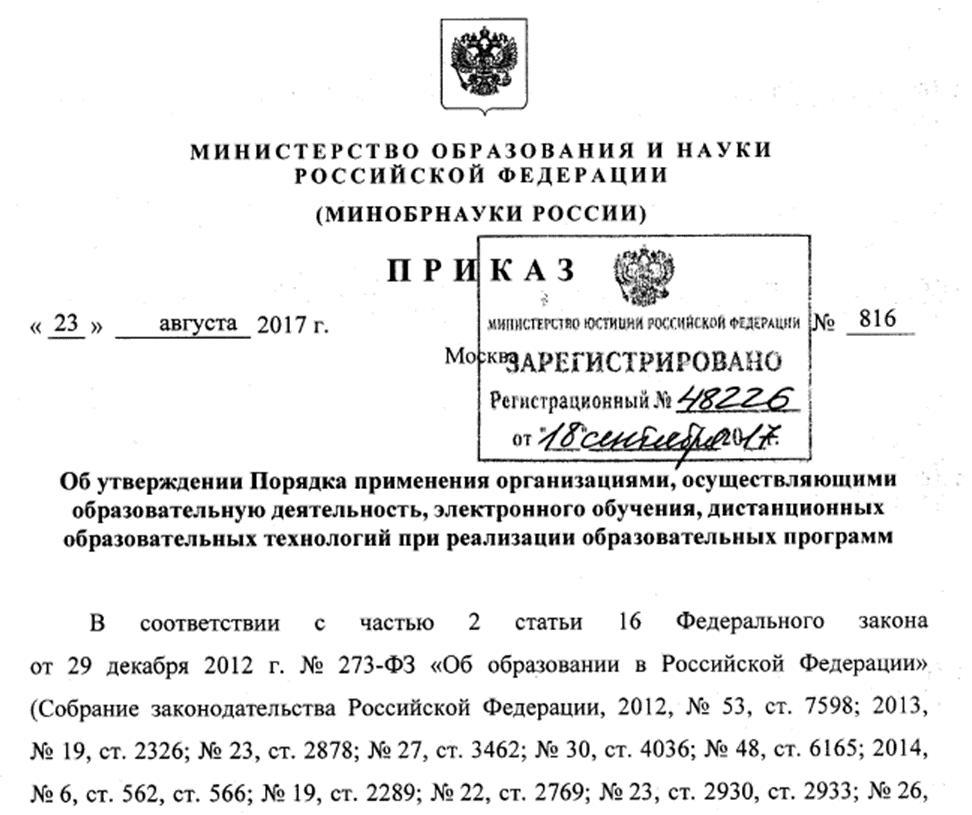 МИНИСТЕРСТВО ОБРАЗОВАНИЯ И НАУКИ
РОССИЙСКОЙ ФЕДЕРАЦИИ
(МИНОБРНАУКИ РОССИИ)
ПРИКАЗ
« 23 » августа 2017 г.
№ 816
Москва
МИНИСТЕРСТВО ЮСТИЦИИ РОССИЙСКОЙ ФЕДЕРАЦИИ
ЗАРЕГИСТРИРОВАНО
Регистрационный № 48226
от "18" сентября 2017.
Об утверждении Порядка применения организациями, осуществляющими
образовательную деятельность, электронного обучения, дистанционных
образовательных технологий при реализации образовательных программ
В соответствии с частью 2 статьи 16 Федерального закона
от 29 декабря 2012 г. № 273-ФЗ «Об образовании в Российской Федерации»
(Собрание законодательства Российской Федерации, 2012, № 53, ст. 7598; 2013,
№ 19, ст. 2326; № 23, ст. 2878; № 27, ст. 3462; № 30, ст. 4036; № 48, ст. 6165; 2014,
№ 6, ст. 562, ст. 566; № 19, ст. 2289; № 22, ст. 2769; № 23, ст. 2930, ст. 2933; № 26,